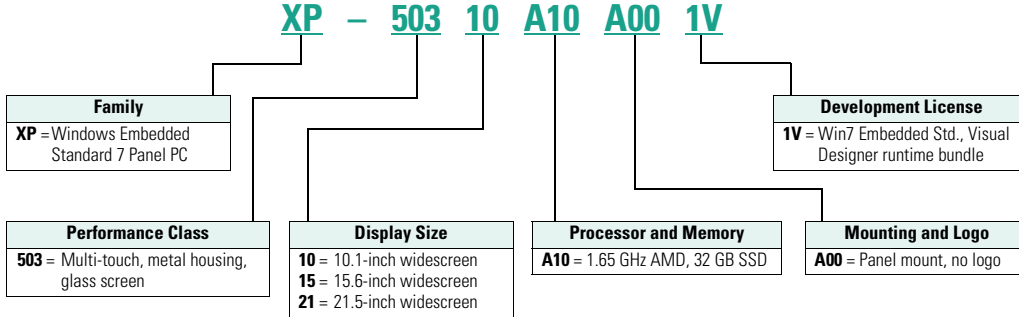 XP – 503 10 A10 A00 1V
Family
XP = Windows Embedded
Standard 7 Panel PC
Development License
1V = Win7 Embedded Std., Visual
Designer runtime bundle
Performance Class
503 = Multi-touch, metal housing,
glass screen
Display Size
10 = 10.1-inch widescreen
15 = 15.6-inch widescreen
21 = 21.5-inch widescreen
Processor and Memory
A10 = 1.65 GHz AMD, 32 GB SSD
Mounting and Logo
A00 = Panel mount, no logo